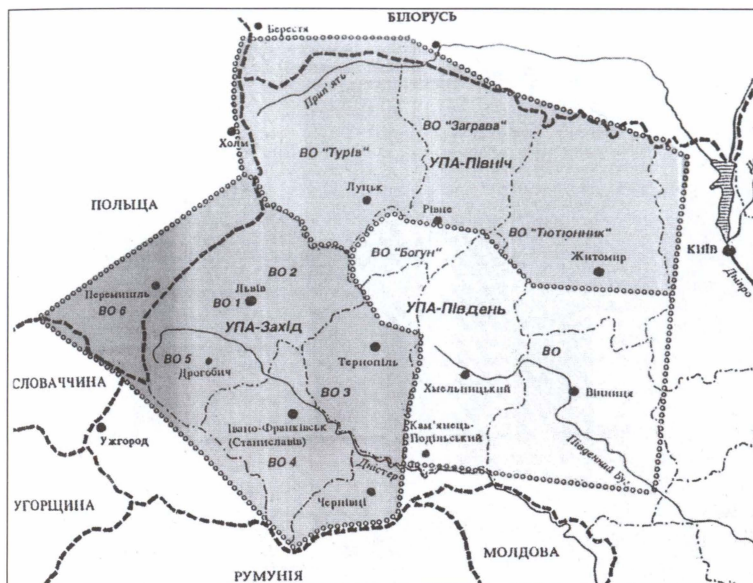 БІЛОРУСЬ
Берестя
Прип'ять
Холм
ВО "Заграва"
ВО "Турів"
УПА-Північ
ПОЛЬЩА
Луцьк
Рівне
ВО "Тютюнник"
КИЇВ
ВО "Богун"
Житомир
Дніпро
ВО 2
Перемишль
Львів
ВО 1
ВО 6
УПА-Південь
УПА-Захід
ВО 5
Тернопіль
ВО
Дрогобич
СЛОВАЧЧИНА
Хмельницький
Вінниця
ВО 3
Івано-Франківськ
(Станиславів)
Кам'янець-
Подільський
Ужгород
Південний Бу
ВО 4
Дністер
Чернівці
УГОРЩИНА
МОЛДОВА
РУМУНІЯ